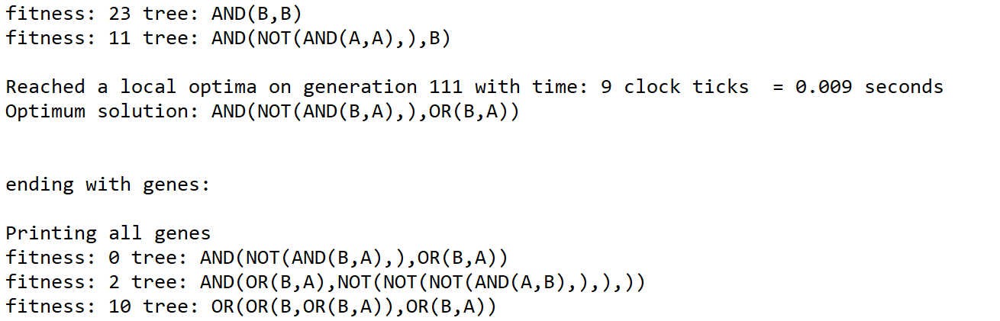 fitness: 23 tree: AND(B,B)
fitness: 11 tree: AND(NOT(AND(A,A),),B)
Reached a local optima on generation 111 with time: 9 clock ticks  = 0.009 seconds
Optimum solution: AND(NOT(AND(B,A),),OR(B,A))
ending with genes:
Printing all genes
fitness: 0 tree: AND(NOT(AND(B,A),),OR(B,A))
fitness: 2 tree: AND(OR(B,A),NOT(NOT(NOT(AND(A,B),),),))
fitness: 10 tree: OR(OR(B,OR(B,A)),OR(B,A))